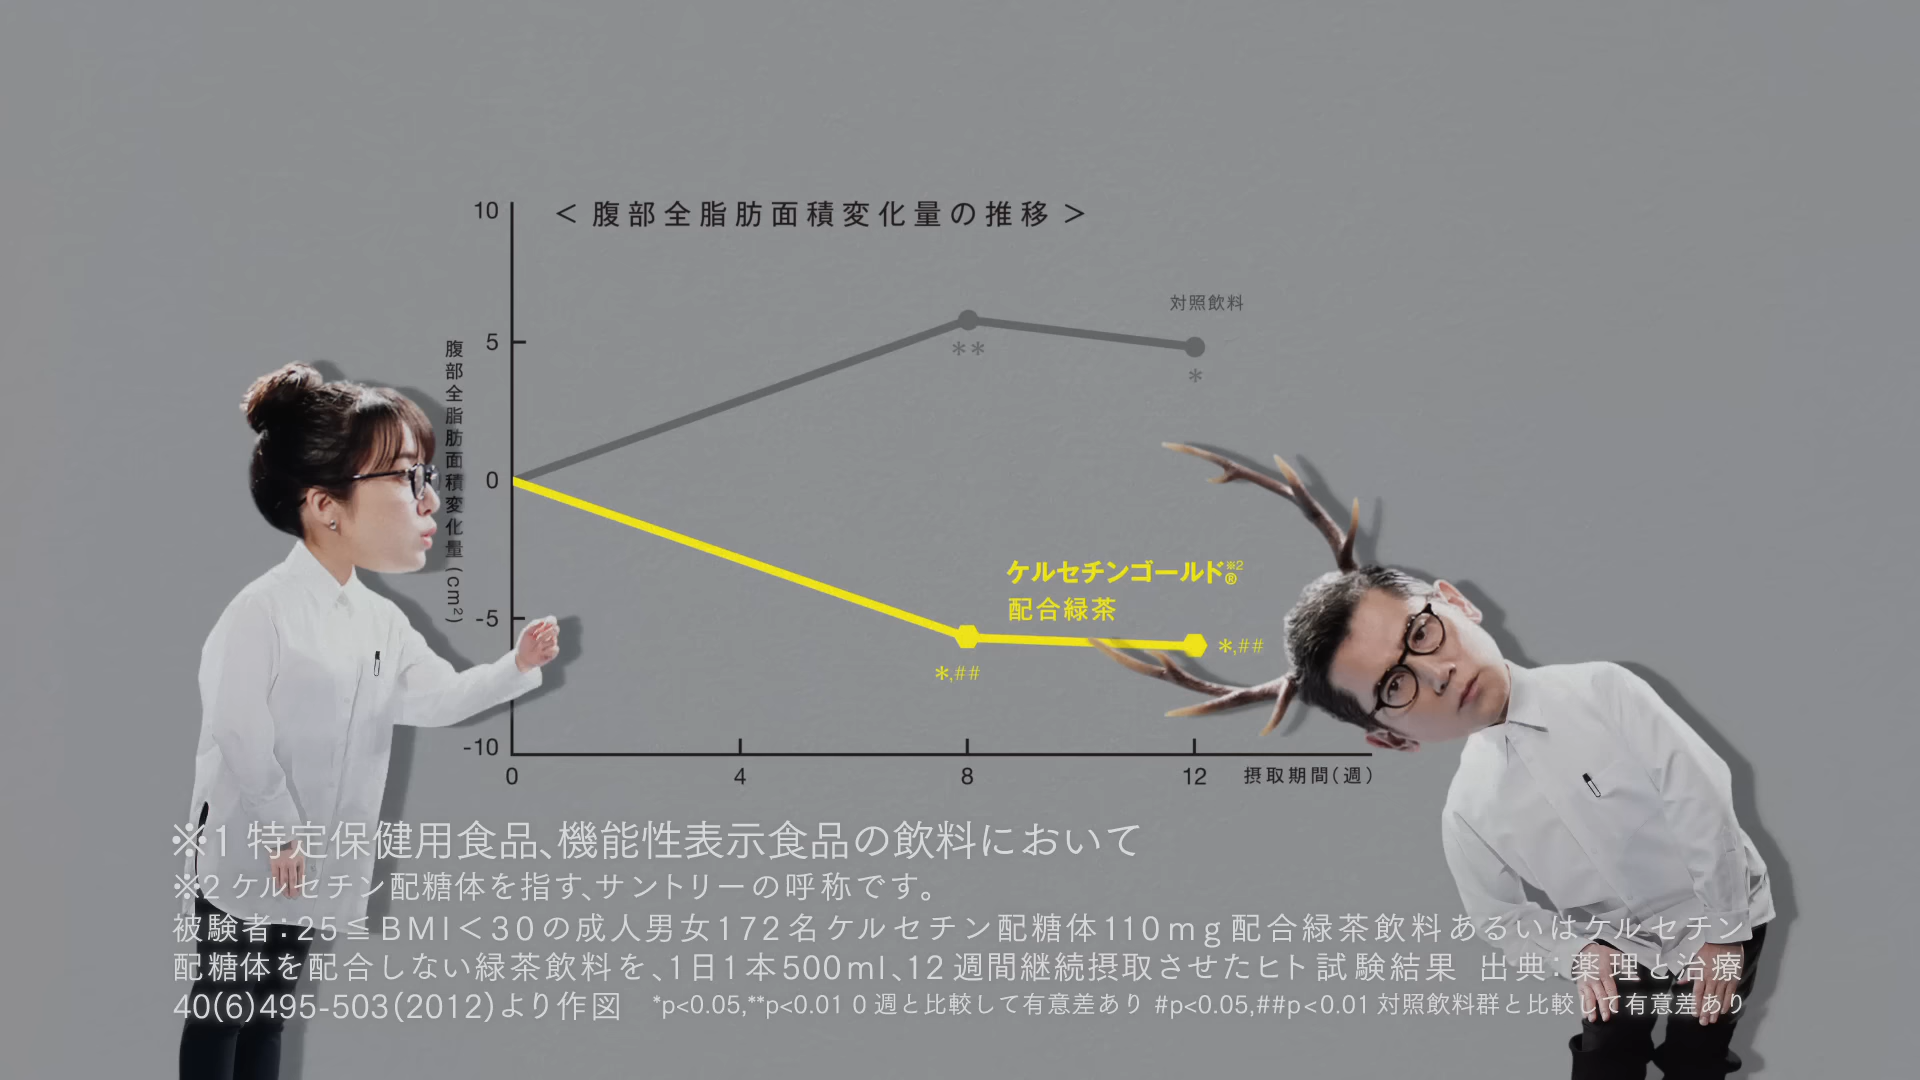 10
＜腹部全脂肪面積変化量の推移＞
対照飲料
5
**
*
腹部全脂肪面積変化量(cm²)
0
ケルセチンゴールド®※2
配合緑茶
-5
*,##
*,##
-10
0 4 8 12 摂取期間(週)
※1 特定保健用食品、機能性表示食品の飲料において
※2 ケルセチン配糖体を指す、サントリーの呼称です。
被験者：25≦BMI＜30の成人男女172名ケルセチン配糖体110mg配合緑茶飲料あるいはケルセチン
配糖体を配合しない緑茶飲料を、1日1本500ml、12週間継続摂取させたヒト試験結果 出典：薬理と治療
40(6)495-503(2012)より作図 *p<0.05,**p<0.01 0週と比較して有意差あり #p<0.05,##p<0.01 対照飲料群と比較して有意差あり